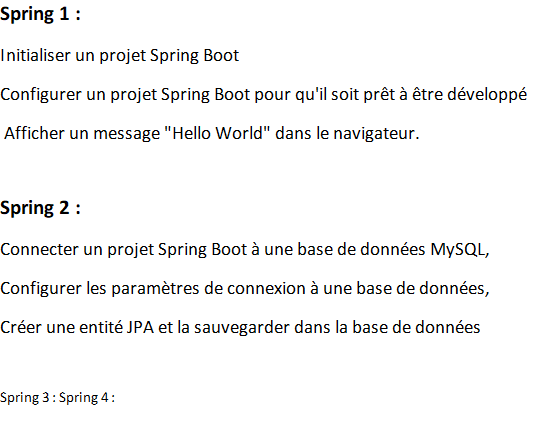 Spring 1 :
Initialiser un projet Spring Boot
Configurer un projet Spring Boot pour qu'il soit prêt à être développé
Afficher un message "Hello World" dans le navigateur.
Spring 2 :
Connecter un projet Spring Boot à une base de données MySQL,
Configurer les paramètres de connexion à une base de données,
Créer une entité JPA et la sauvegarder dans la base de données
Spring 3 : Spring 4 :